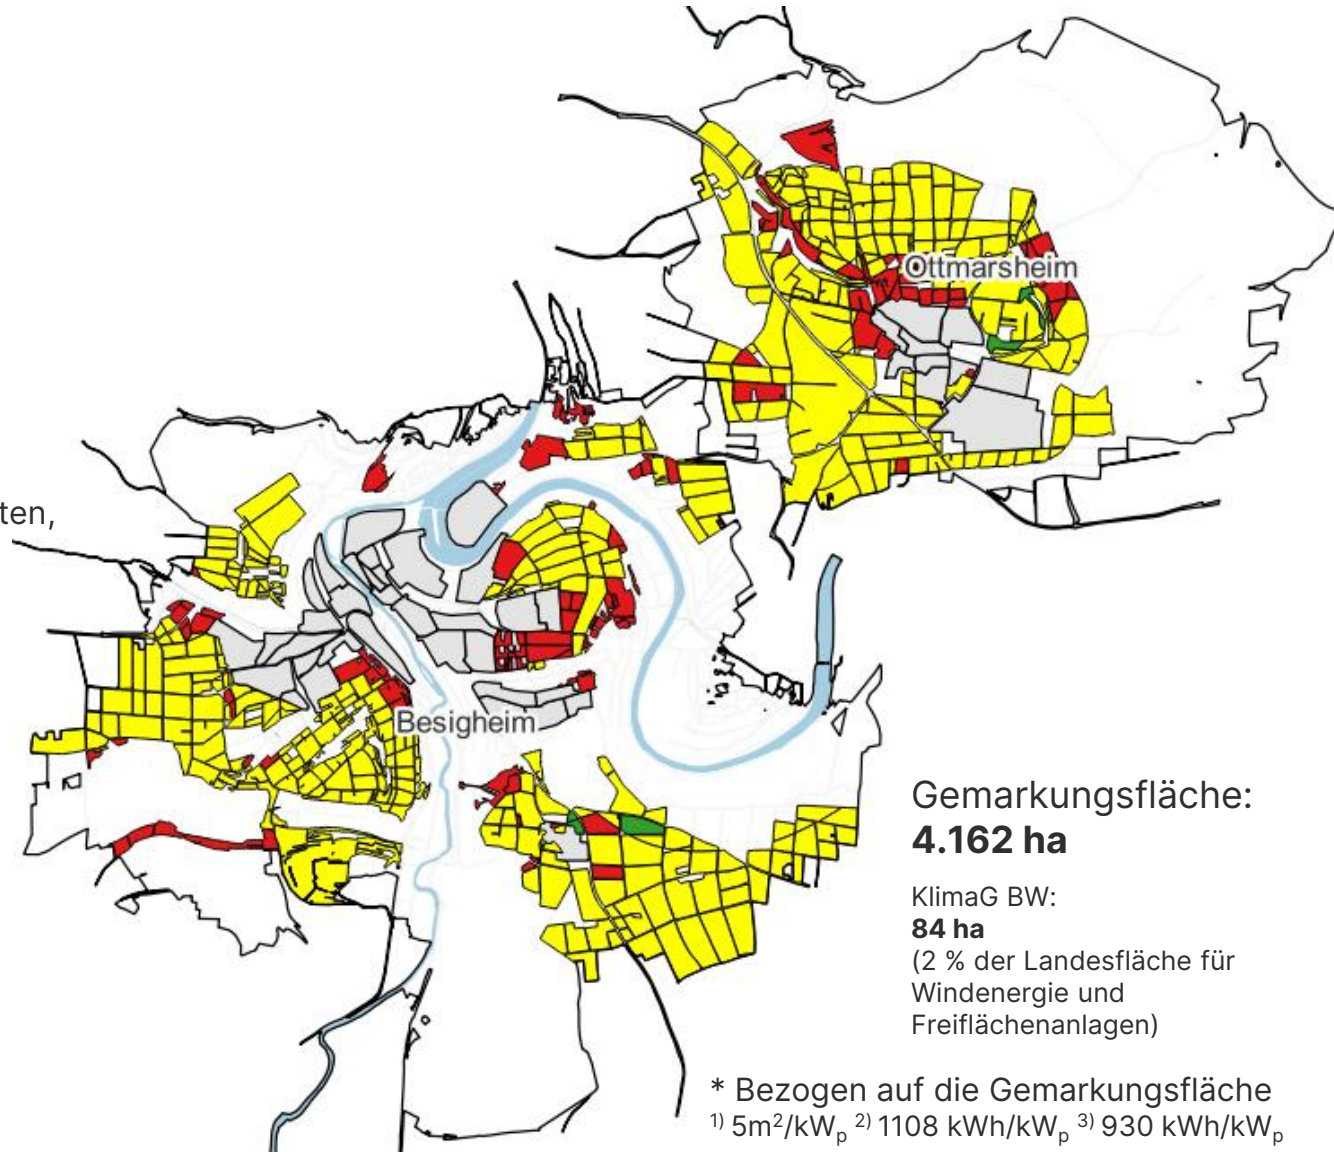 Ottmarsheim
ten,
Besigheim
Gemarkungsfläche:
4.162 ha
KlimaG BW:
84 ha
(2 % der Landesfläche für
Windenergie und
Freiflächenanlagen)
* Bezogen auf die Gemarkungsfläche
1) 5m²/kWp 2) 1108 kWh/kWp 3) 930 kWh/kWp